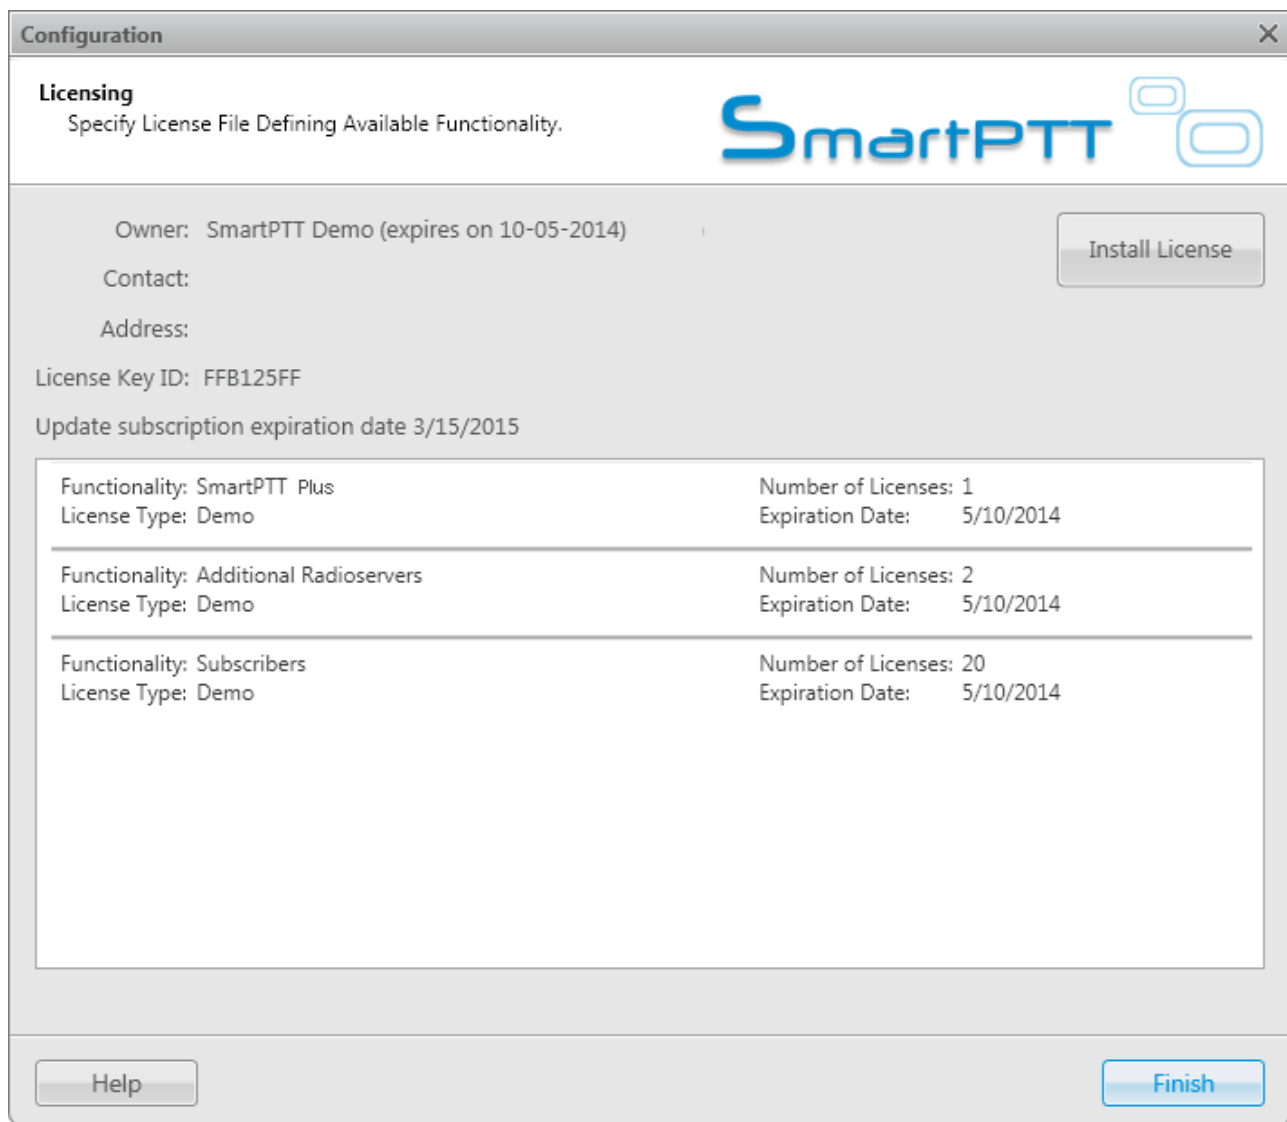 Configuration
Licensing
Specify License File Defining Available Functionality.
SmartPTT
Owner: SmartPTT Demo (expires on 10-05-2014)
Install License
Contact:
Address:
License Key ID: FFB125FF
Update subscription expiration date 3/15/2015
Functionality: SmartPTT Plus Number of Licenses: 1
License Type: Demo Expiration Date: 5/10/2014
Functionality: Additional Radioservers Number of Licenses: 2
License Type: Demo Expiration Date: 5/10/2014
Functionality: Subscribers Number of Licenses: 20
License Type: Demo Expiration Date: 5/10/2014
Help
Finish